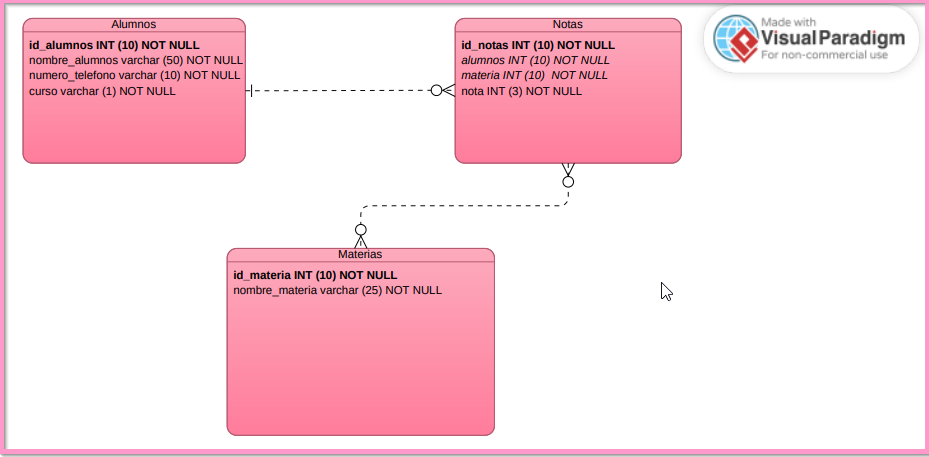 Alumnos
id_alumnos INT (10) NOT NULL
nombre_alumnos varchar (50) NOT NULL
numero_telefono varchar (10) NOT NULL
curso varchar (1) NOT NULL
Notas
id_notas INT (10) NOT NULL
alumnos INT (10) NOT NULL
materia INT (10) NOT NULL
nota INT (3) NOT NULL
Made with
Visual Paradigm
For non-commercial use
Materias
id_materia INT (10) NOT NULL
nombre_materia varchar (25) NOT NULL